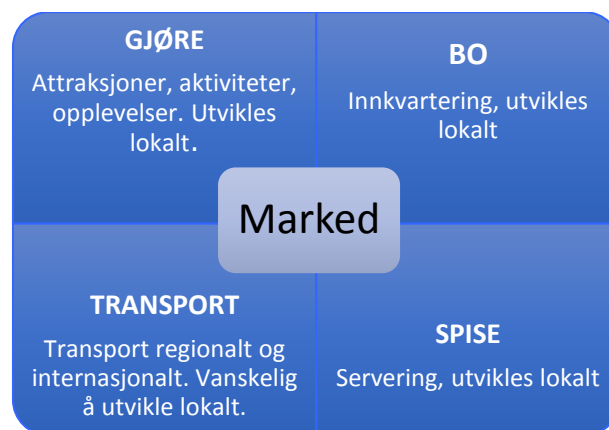 GJØRE
Attraksjoner, aktiviteter,
opplevelser. Utvikles
lokalt.
BO
Innkvartering, utvikles
lokalt
Marked
TRANSPORT
Transport regionalt og
internasjonalt. Vanskelig
å utvikle lokalt.
SPISE
Servering, utvikles lokalt